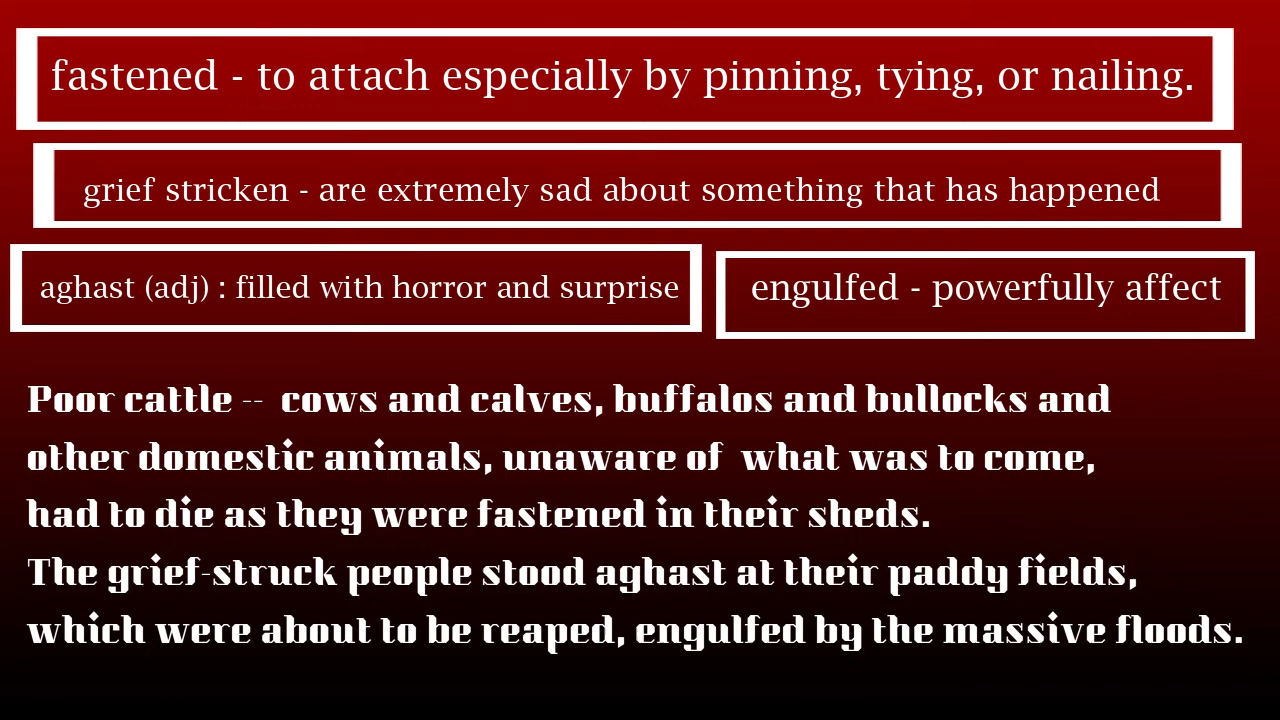 fastened - to attach especially by pinning, tying, or nailing.
grief stricken - are extremely sad about something that has happened
aghast (adj) : filled with horror and surprise
engulfed - powerfully affect
Poor cattle -- cows and calves, buffalos and bullocks and
other domestic animals, unaware of what was to come,
had to die as they were fastened in their sheds.
The grief-struck people stood aghast at their paddy fields,
which were about to be reaped, engulfed by the massive floods.